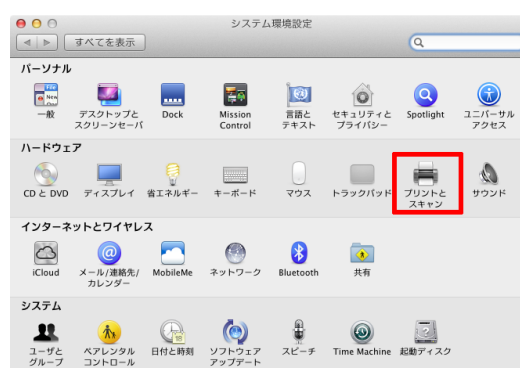 システム環境設定
すべてを表示
パーソナル
一般
デスクトップと
スクリーンセーバ
Dock
Mission
Control
言語と
テキスト
セキュリティと
プライバシー
Spotlight
ユニバーサル
アクセス
ハードウェア
CD と DVD
ディスプレイ
省エネルギー
キーボード
マウス
トラックパッド
プリントと
スキャン
サウンド
インターネットとワイヤレス
iCloud
メール/連絡先/
カレンダー
MobileMe
ネットワーク
Bluetooth
共有
システム
ユーザと
グループ
ペアレンタル
コントロール
日付と時刻
ソフトウェア
アップデート
スピーチ
Time Machine
起動ディスク